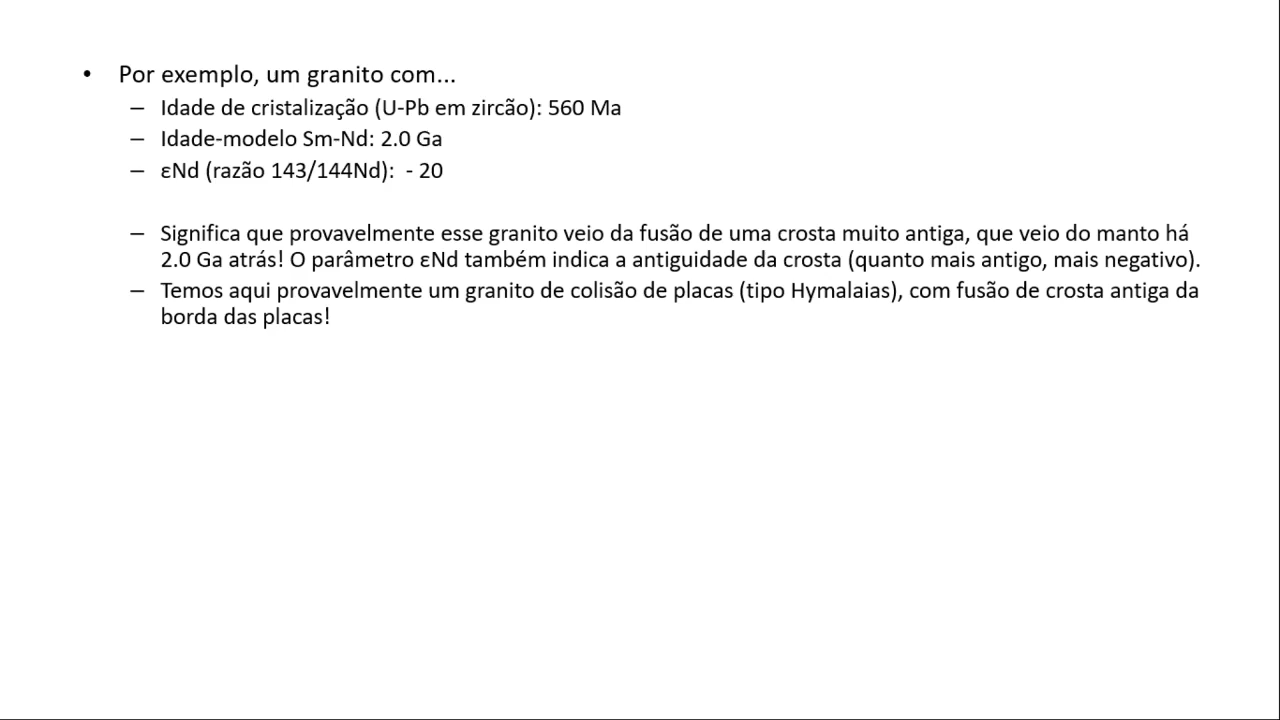 • Por exemplo, um granito com...
– Idade de cristalização (U-Pb em zircão): 560 Ma
– Idade-modelo Sm-Nd: 2.0 Ga
– εNd (razão 143/144Nd):  - 20
– Significa que provavelmente esse granito veio da fusão de uma crosta muito antiga, que veio do manto há
2.0 Ga atrás! O parâmetro εNd também indica a antiguidade da crosta (quanto mais antigo, mais negativo).
– Temos aqui provavelmente um granito de colisão de placas (tipo Hymalaias), com fusão de crosta antiga da
borda das placas!